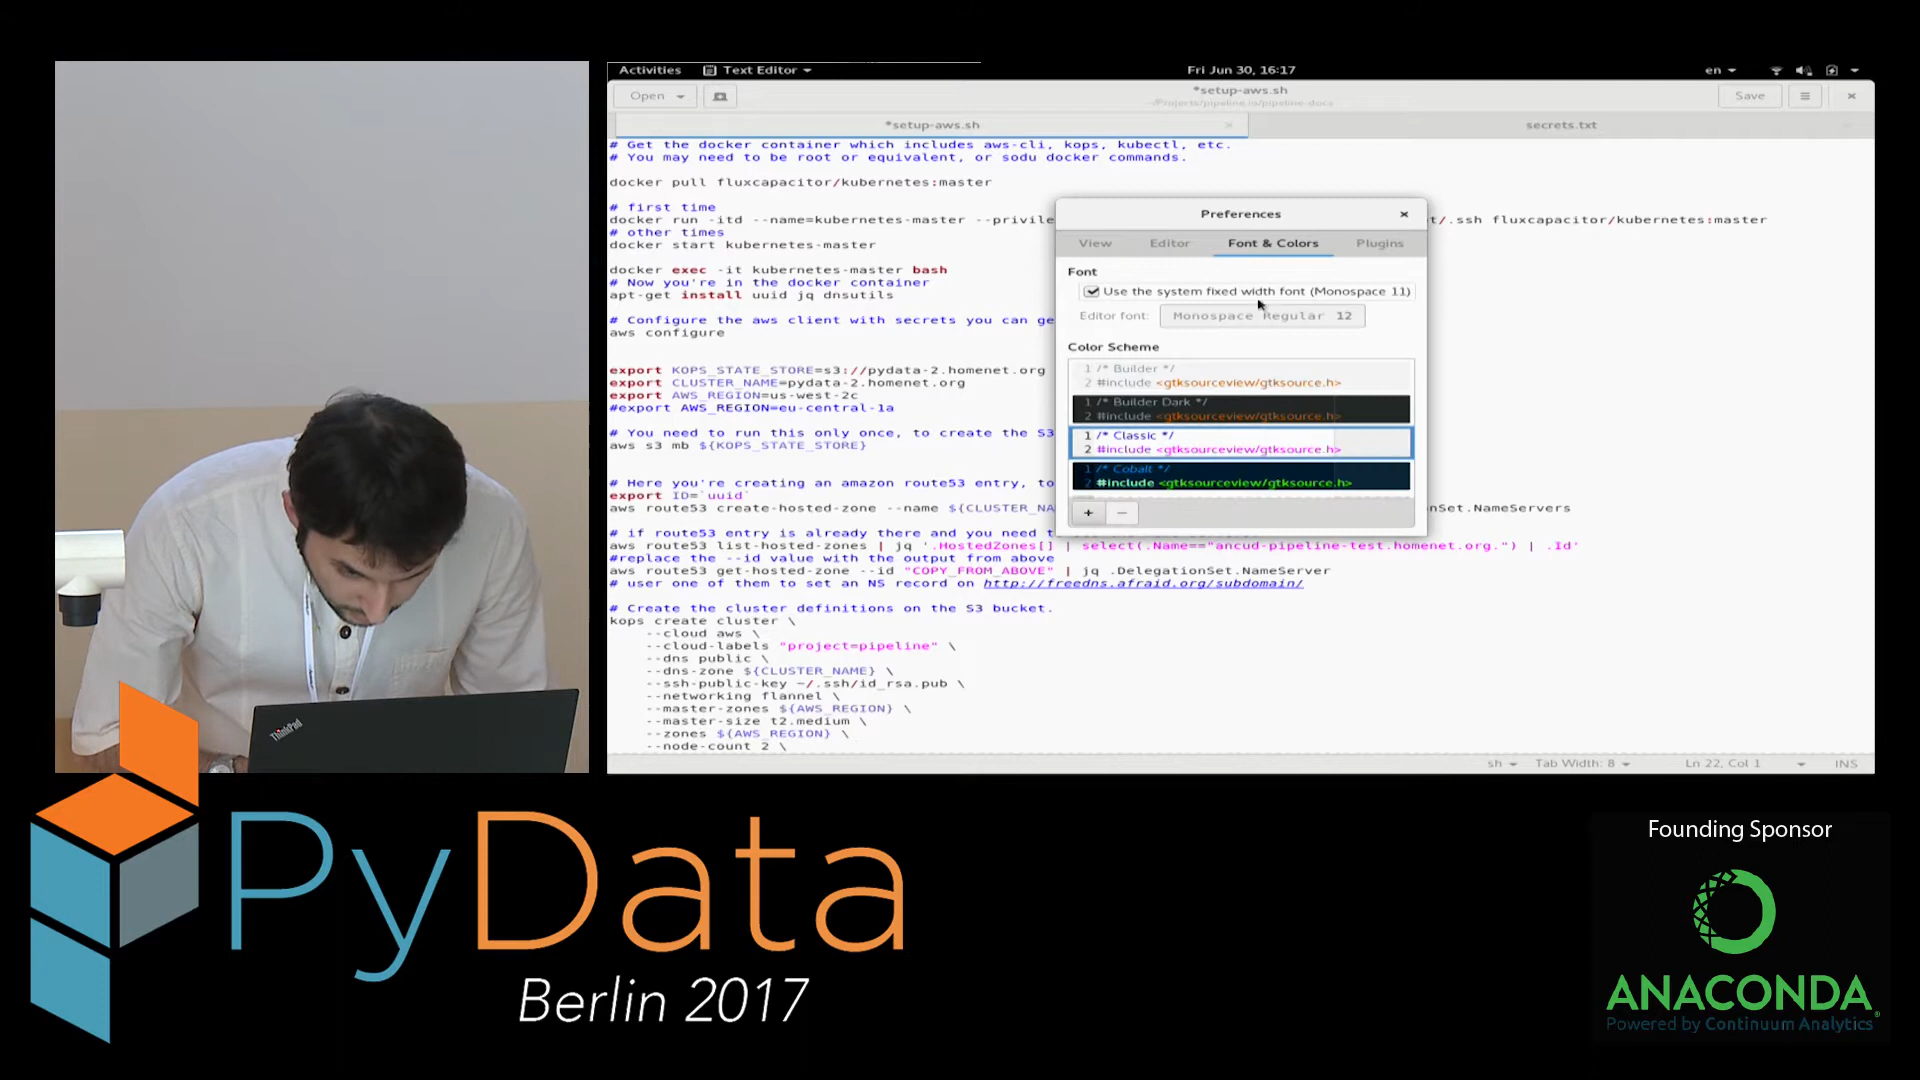 Activities
Text Editor
Fri Jun 30, 16:17
en
Open
*setup-aws.sh
~/Projects/pipeline.io/pipeline-docs
Save
*setup-aws.sh
secrets.txt
# Get the docker container which includes aws-cli, kops, kubectl, etc.
# You may need to be root or equivalent, or sodu docker commands.
docker pull fluxcapacitor/kubernetes:master
# first time
docker run -itd --name=kubernetes-master --privile
t/.ssh fluxcapacitor/kubernetes:master
# other times
docker start kubernetes-master
docker exec -it kubernetes-master bash
# Now you're in the docker container
apt-get install uuid jq dnsutils
# Configure the aws client with secrets you can ge
aws configure
export KOPS_STATE_STORE=s3://pydata-2.homenet.org
export CLUSTER_NAME=pydata-2.homenet.org
export AWS_REGION=us-west-2c
#export AWS_REGION=eu-central-1a
# You need to run this only once, to create the S3
aws s3 mb ${KOPS_STATE_STORE}
# Here you're creating an amazon route53 entry, to
export ID=`uuid`
aws route53 create-hosted-zone --name ${CLUSTER_NA
onSet.NameServers
# if route53 entry is already there and you need t
aws route53 list-hosted-zones | jq '.HostedZones[] | select(.Name=="ancud-pipeline-test.homenet.org.") | .Id'
#replace the --id value with the output from above
aws route53 get-hosted-zone --id "COPY_FROM_ABOVE" | jq .DelegationSet.NameServer
# user one of them to set an NS record on http://freedns.afraid.org/subdomain/
# Create the cluster definitions on the S3 bucket.
kops create cluster \
--cloud aws \
--cloud-labels "project=pipeline" \
--dns public \
--dns-zone ${CLUSTER_NAME} \
--ssh-public-key ~/.ssh/id_rsa.pub \
--networking flannel \
--master-zones ${AWS_REGION} \
--master-size t2.medium \
--zones ${AWS_REGION} \
--node-count 2 \
Preferences
View
Editor
Font & Colors
Plugins
Font
Use the system fixed width font (Monospace 11)
Editor font:
Monospace Regular 12
Color Scheme
1 /* Builder */
2 #include <gtksourceview/gtksource.h>
1 /* Builder Dark */
2 #include <gtksourceview/gtksource.h>
1 /* Classic */
2 #include <gtksourceview/gtksource.h>
1 /* Cobalt */
2 #include <gtksourceview/gtksource.h>
sh
Tab Width: 8
Ln 22, Col 1
INS
ThinkPad
PyData
Berlin 2017
Founding Sponsor
ANACONDA
Powered by Continuum Analytics